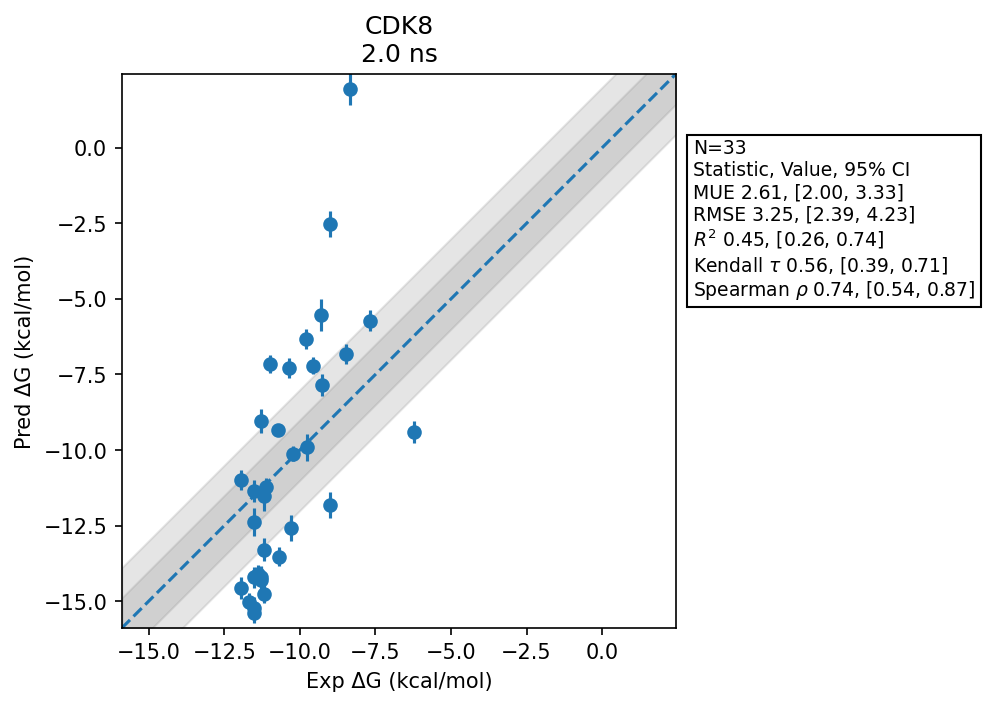 CDK8
2.0 ns
0.0
−2.5
−5.0
−7.5
−10.0
−12.5
−15.0
Pred ΔG (kcal/mol)
−15.0 −12.5 −10.0 −7.5 −5.0 −2.5 0.0
Exp ΔG (kcal/mol)
N=33
Statistic, Value, 95% CI
MUE 2.61, [2.00, 3.33]
RMSE 3.25, [2.39, 4.23]
R² 0.45, [0.26, 0.74]
Kendall τ 0.56, [0.39, 0.71]
Spearman ρ 0.74, [0.54, 0.87]